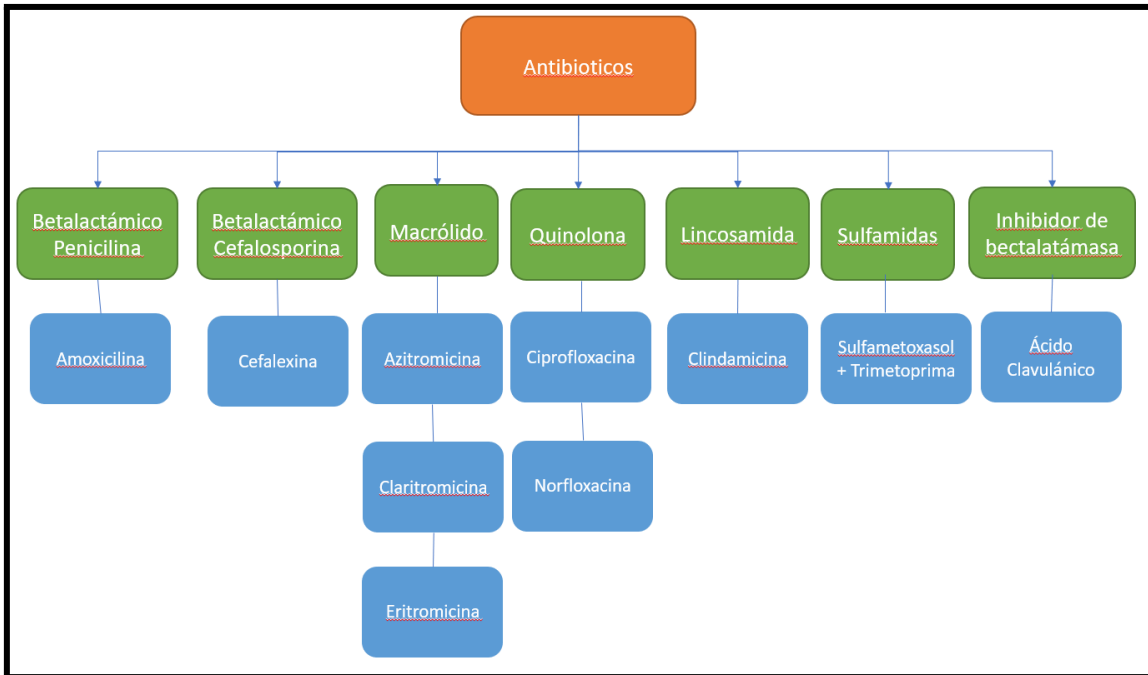 Antibioticos
Betalactámico
Penicilina
Betalactámico
Cefalosporina
Macrólido
Quinolona
Lincosamida
Sulfamidas
Inhibidor de
bectalatámasa
Amoxicilina
Cefalexina
Azitromicina
Ciprofloxacina
Clindamicina
Sulfametoxasol
+ Trimetoprima
Ácido
Clavulánico
Claritromicina
Norfloxacina
Eritromicina